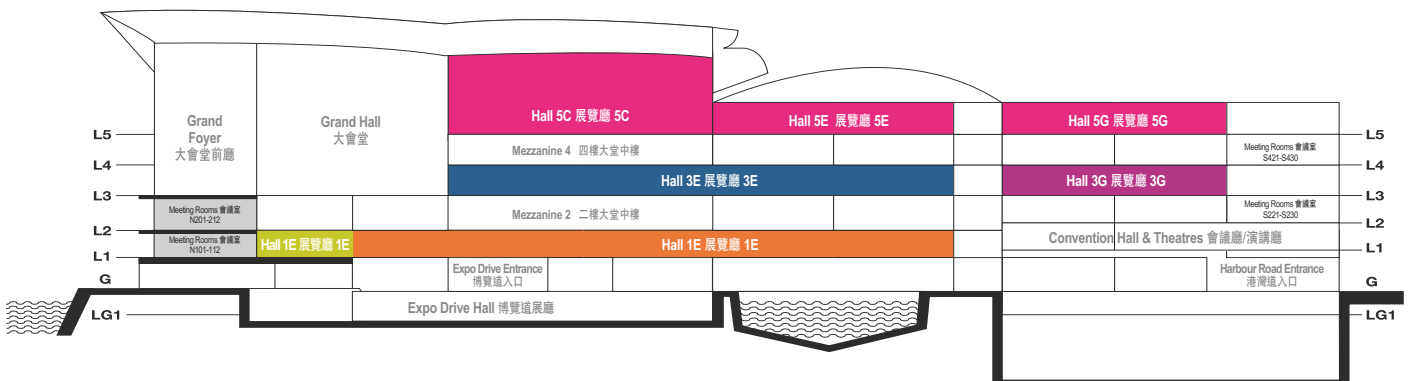 Hall 5C 展覽廳 5C
Grand
Foyer
大會堂前廳
Grand Hall
大會堂
Hall 5E 展覽廳 5E
Hall 5G 展覽廳 5G
L5
L5
Mezzanine 4 四樓大堂中樓
Meeting Rooms 會議室
S421-S430
L4
L4
Hall 3E 展覽廳 3E
Hall 3G 展覽廳 3G
L3
L3
Meeting Rooms 會議室
N201-212
Mezzanine 2 二樓大堂中樓
Meeting Rooms 會議室
S221-S230
L2
L2
Meeting Rooms 會議室
N101-112
Hall 1E 展覽廳 1E
Hall 1E 展覽廳 1E
Convention Hall & Theatres 會議廳/演講廳
L1
L1
Expo Drive Entrance
博覽道入口
Harbour Road Entrance
港灣道入口
G
G
Expo Drive Hall 博覽道展廳
LG1
LG1